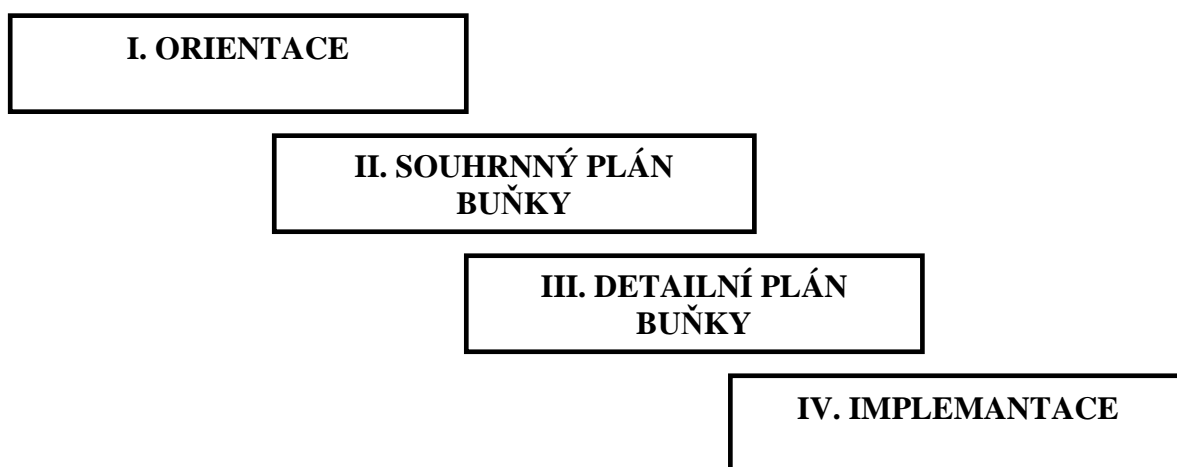 I. ORIENTACE
II. SOUHRNNÝ PLÁN
BUŇKY
III. DETAILNÍ PLÁN
BUŇKY
IV. IMPLEMANTACE